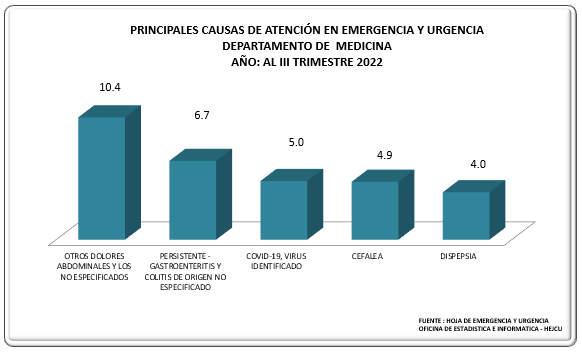 PRINCIPALES CAUSAS DE ATENCIÓN EN EMERGENCIA Y URGENCIA
DEPARTAMENTO DE MEDICINA
AÑO: AL III TRIMESTRE 2022
10.4
6.7
5.0
4.9
4.0
OTROS DOLORES
ABDOMINALES Y LOS
NO ESPECIFICADOS
PERSISTENTE -
GASTROENTERITIS Y
COLITIS DE ORIGEN NO
ESPECIFICADO
COVID-19, VIRUS
IDENTIFICADO
CEFALEA
DISPEPSIA
FUENTE : HOJA DE EMERGENCIA Y URGENCIA
OFICINA DE ESTADISTICA E INFORMATICA - HEJCU